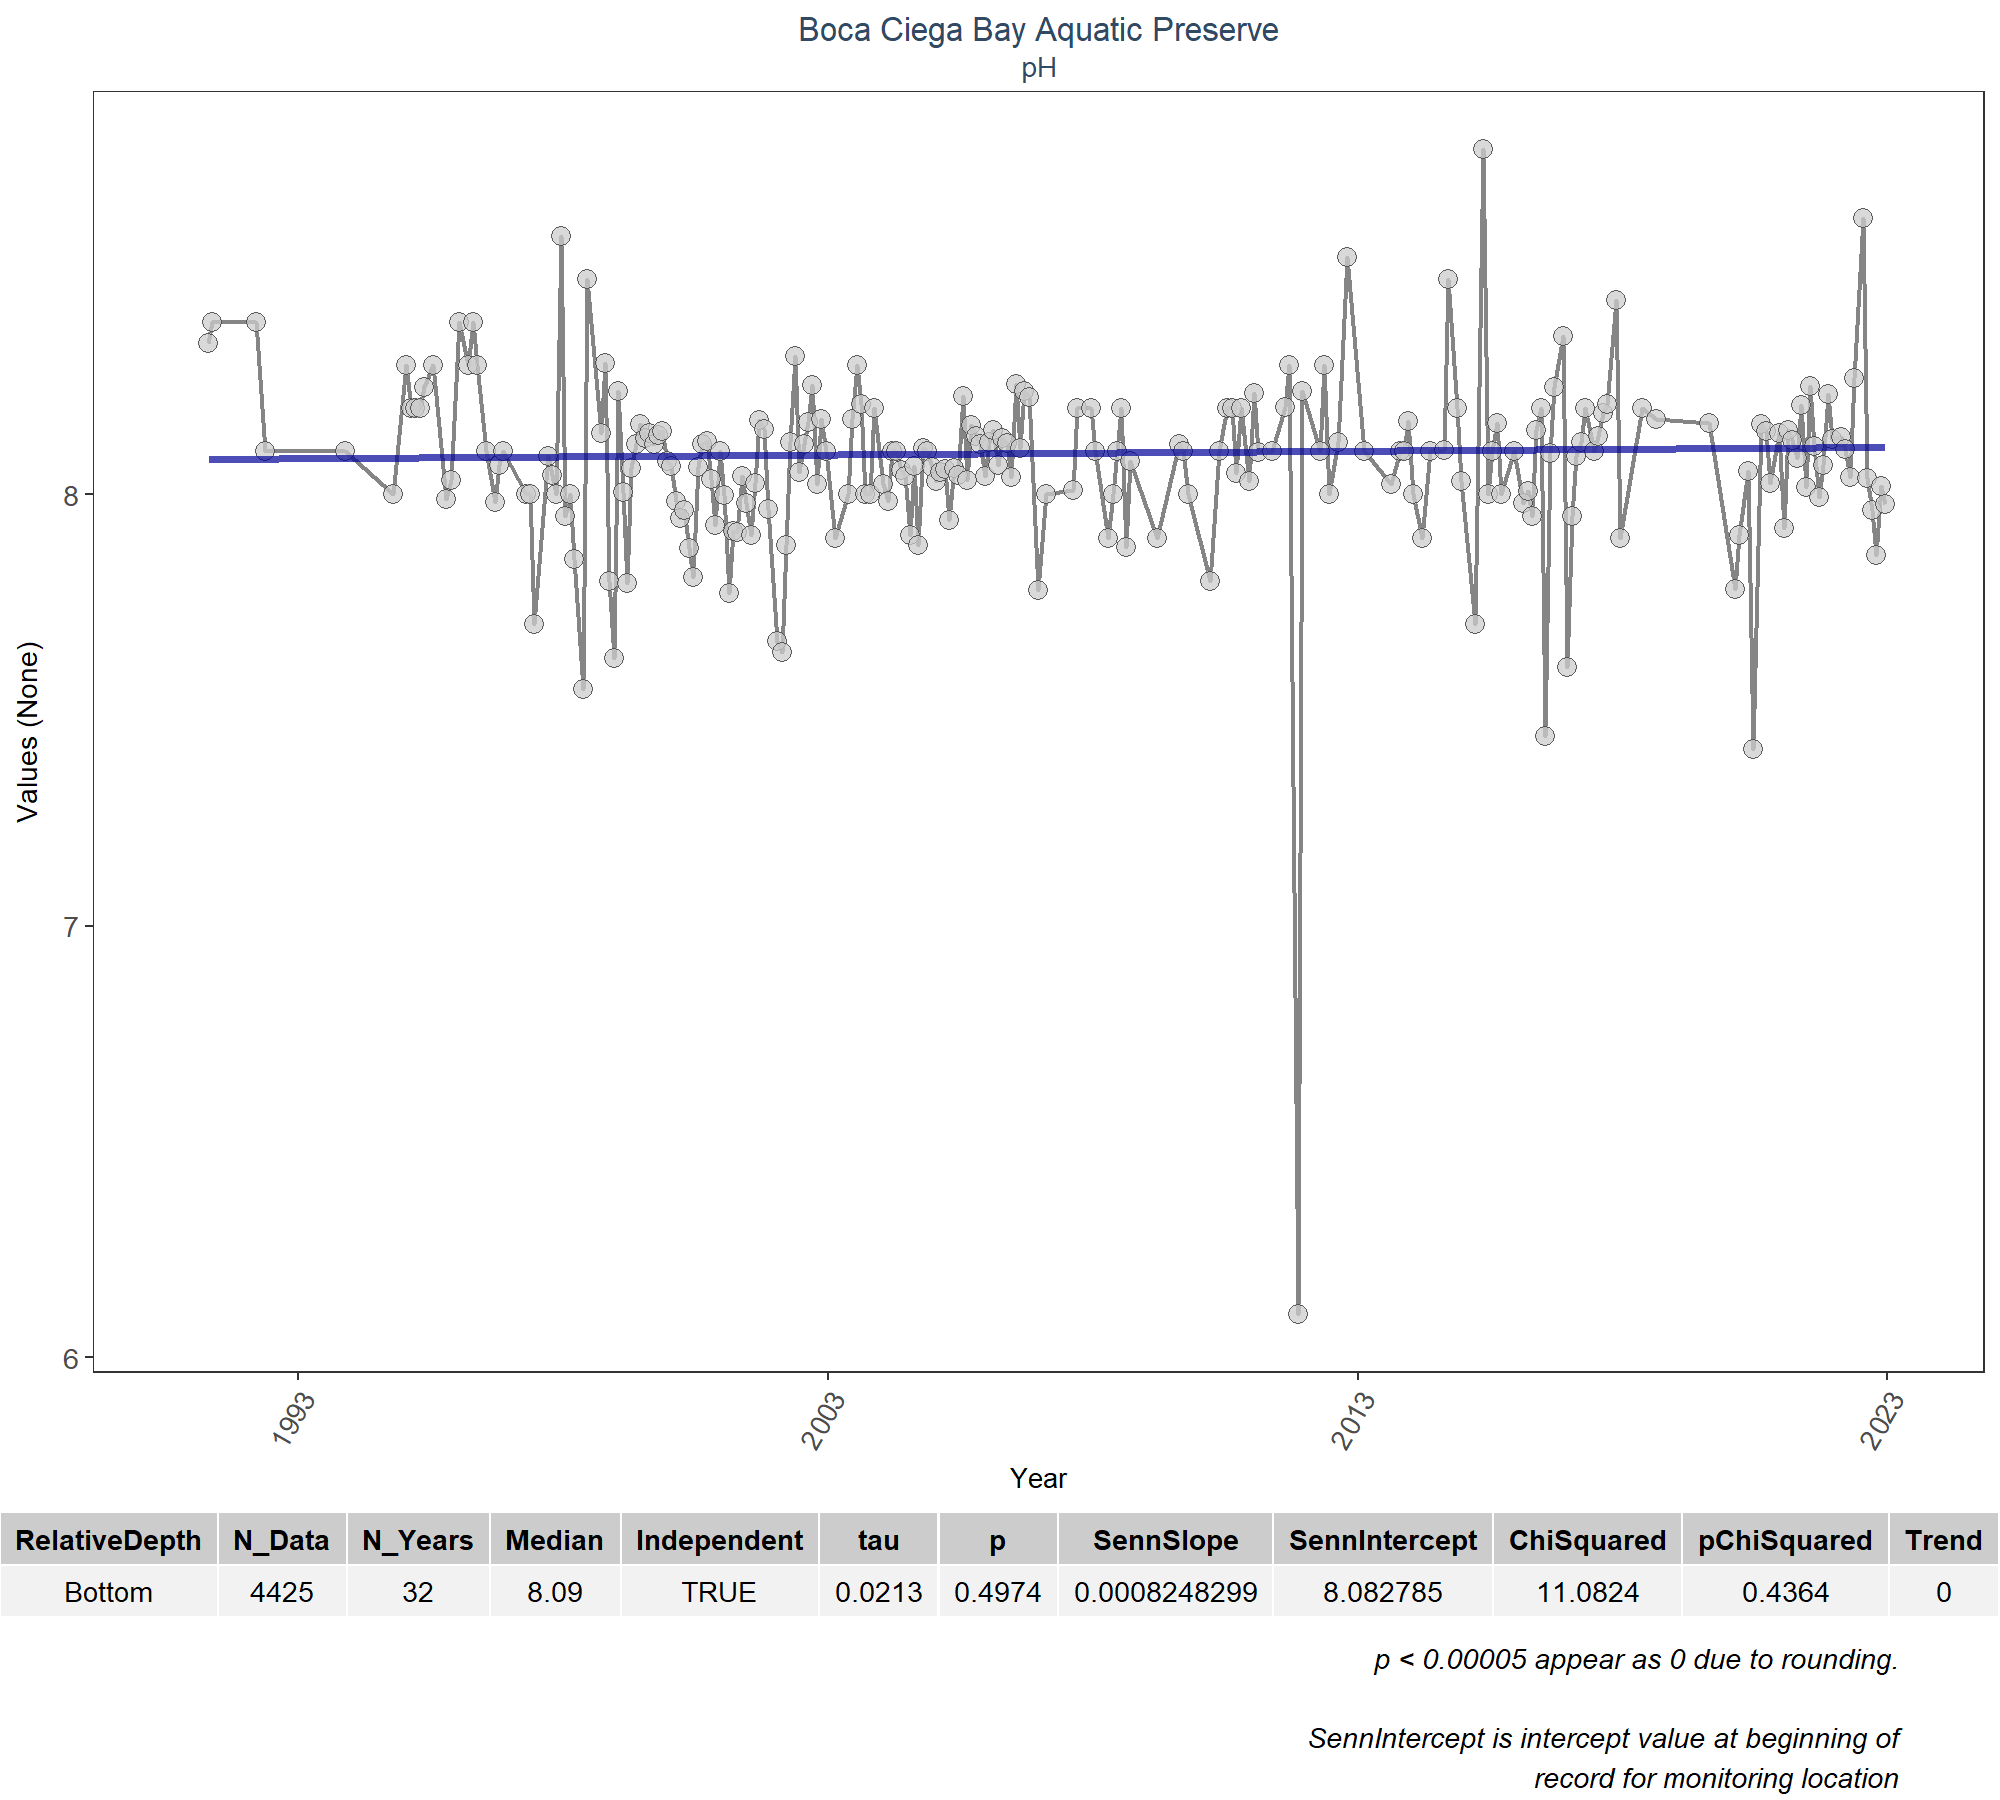 Boca Ciega Bay Aquatic Preserve
pH
Values (None)
8
7
6
1993
2003
2013
2023
Year
RelativeDepth N_Data N_Years Median Independent tau p SennSlope SennIntercept ChiSquared pChiSquared Trend
Bottom 4425 32 8.09 TRUE 0.0213 0.4974 0.0008248299 8.082785 11.0824 0.4364 0
p < 0.00005 appear as 0 due to rounding.
SennIntercept is intercept value at beginning of
record for monitoring location